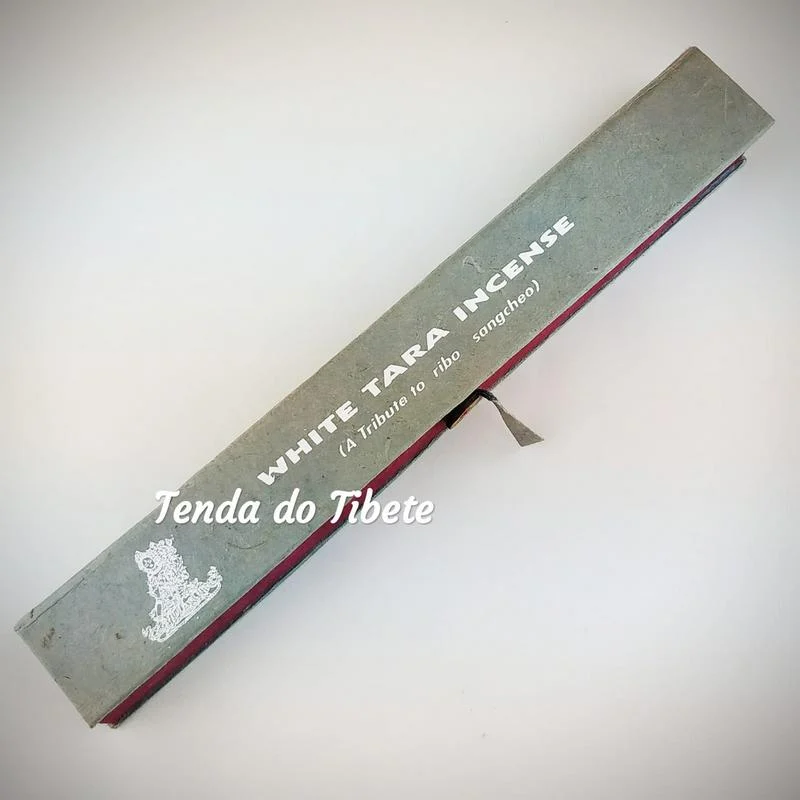 WHITE TARA INCENSE
(A Tribute to ribo sangcheo)
Tenda do Tibete